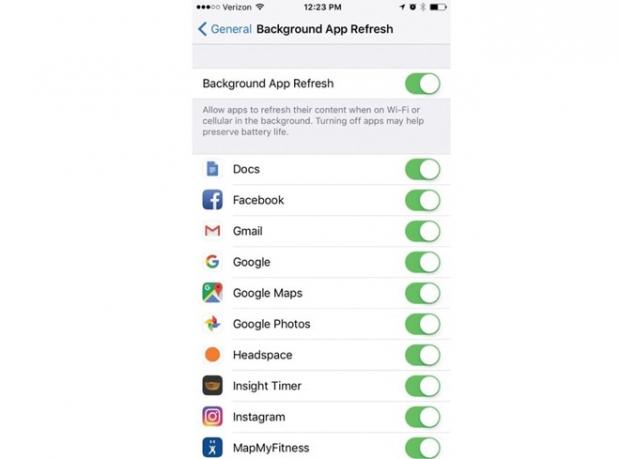 Verizon 12:23 PM
General Background App Refresh
Background App Refresh
Allow apps to refresh their content when on Wi-Fi or
cellular in the background. Turning off apps may help
preserve battery life.
Docs
Facebook
Gmail
Google
Google Maps
Google Photos
Headspace
Insight Timer
Instagram
MapMyFitness